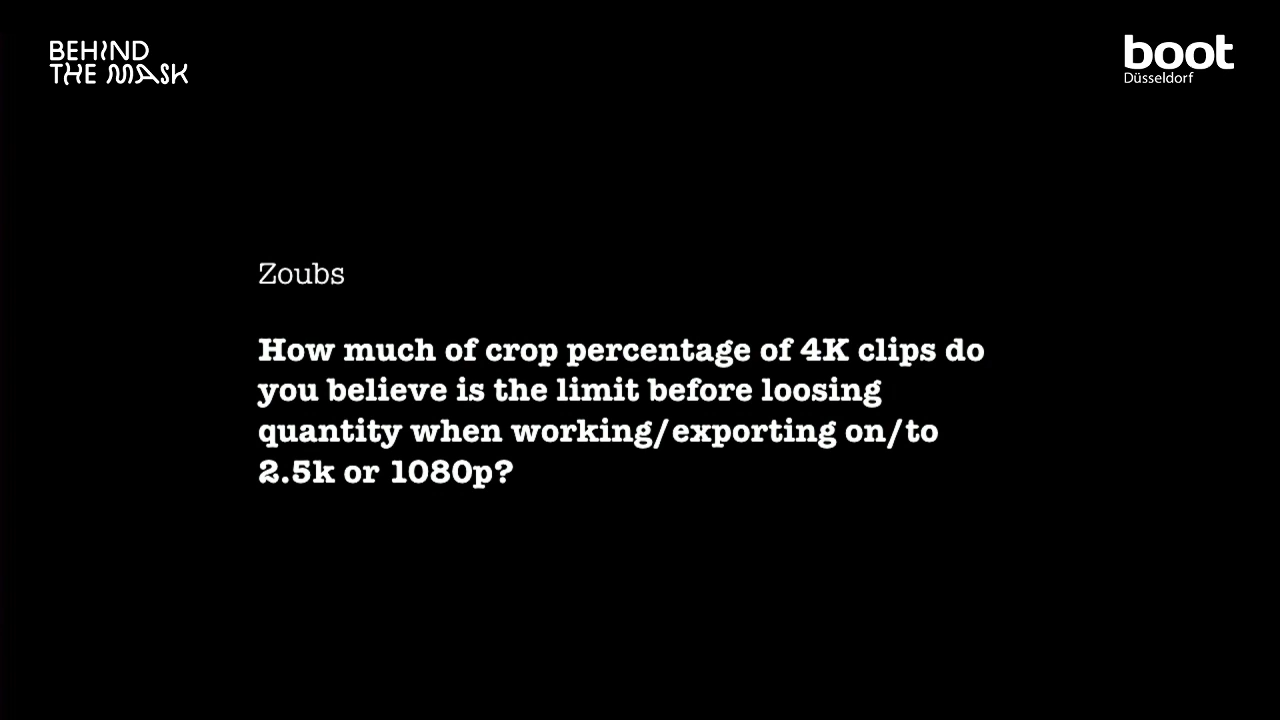 BEHIND
THE MASK
boot
Düsseldorf
Zoubs
How much of crop percentage of 4K clips do
you believe is the limit before loosing
quantity when working/exporting on/to
2.5k or 1080p?